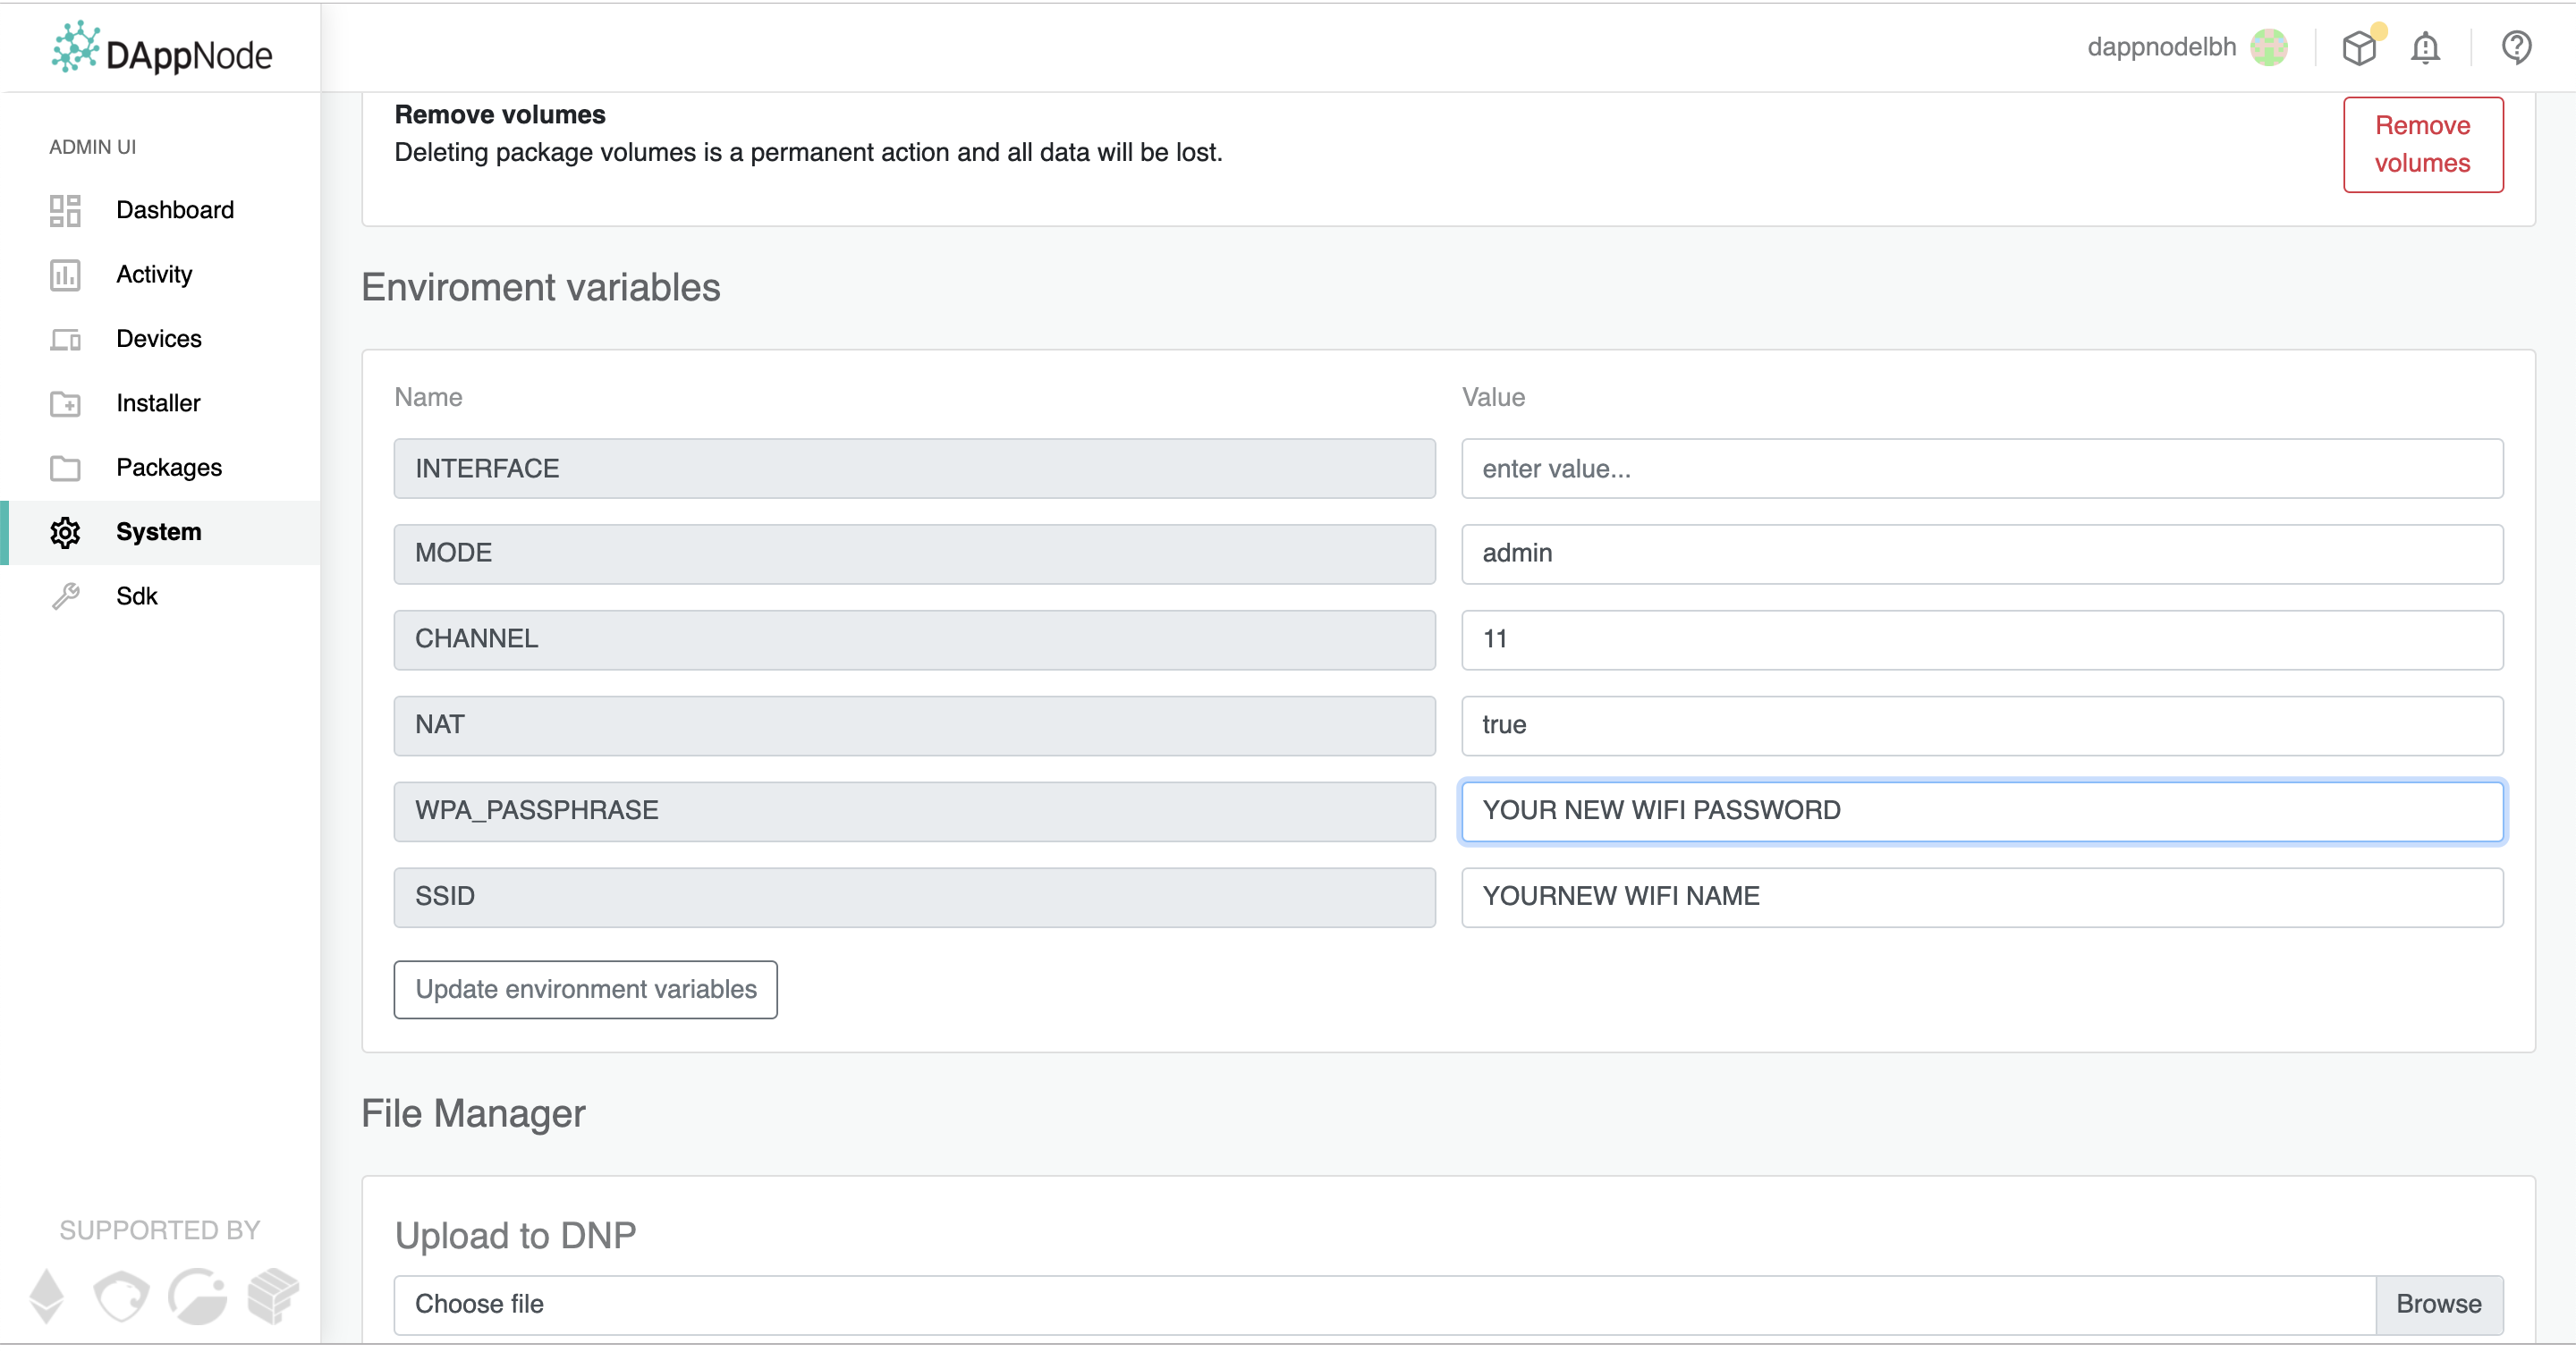 DAppNode
dappnodelbh
ADMIN UI
Dashboard
Activity
Devices
Installer
Packages
System
Sdk
SUPPORTED BY
Remove volumes
Deleting package volumes is a permanent action and all data will be lost.
Remove
volumes
Enviroment variables
Name Value
INTERFACE enter value...
MODE admin
CHANNEL 11
NAT true
WPA_PASSPHRASE YOUR NEW WIFI PASSWORD
SSID YOURNEW WIFI NAME
Update environment variables
File Manager
Upload to DNP
Choose file Browse